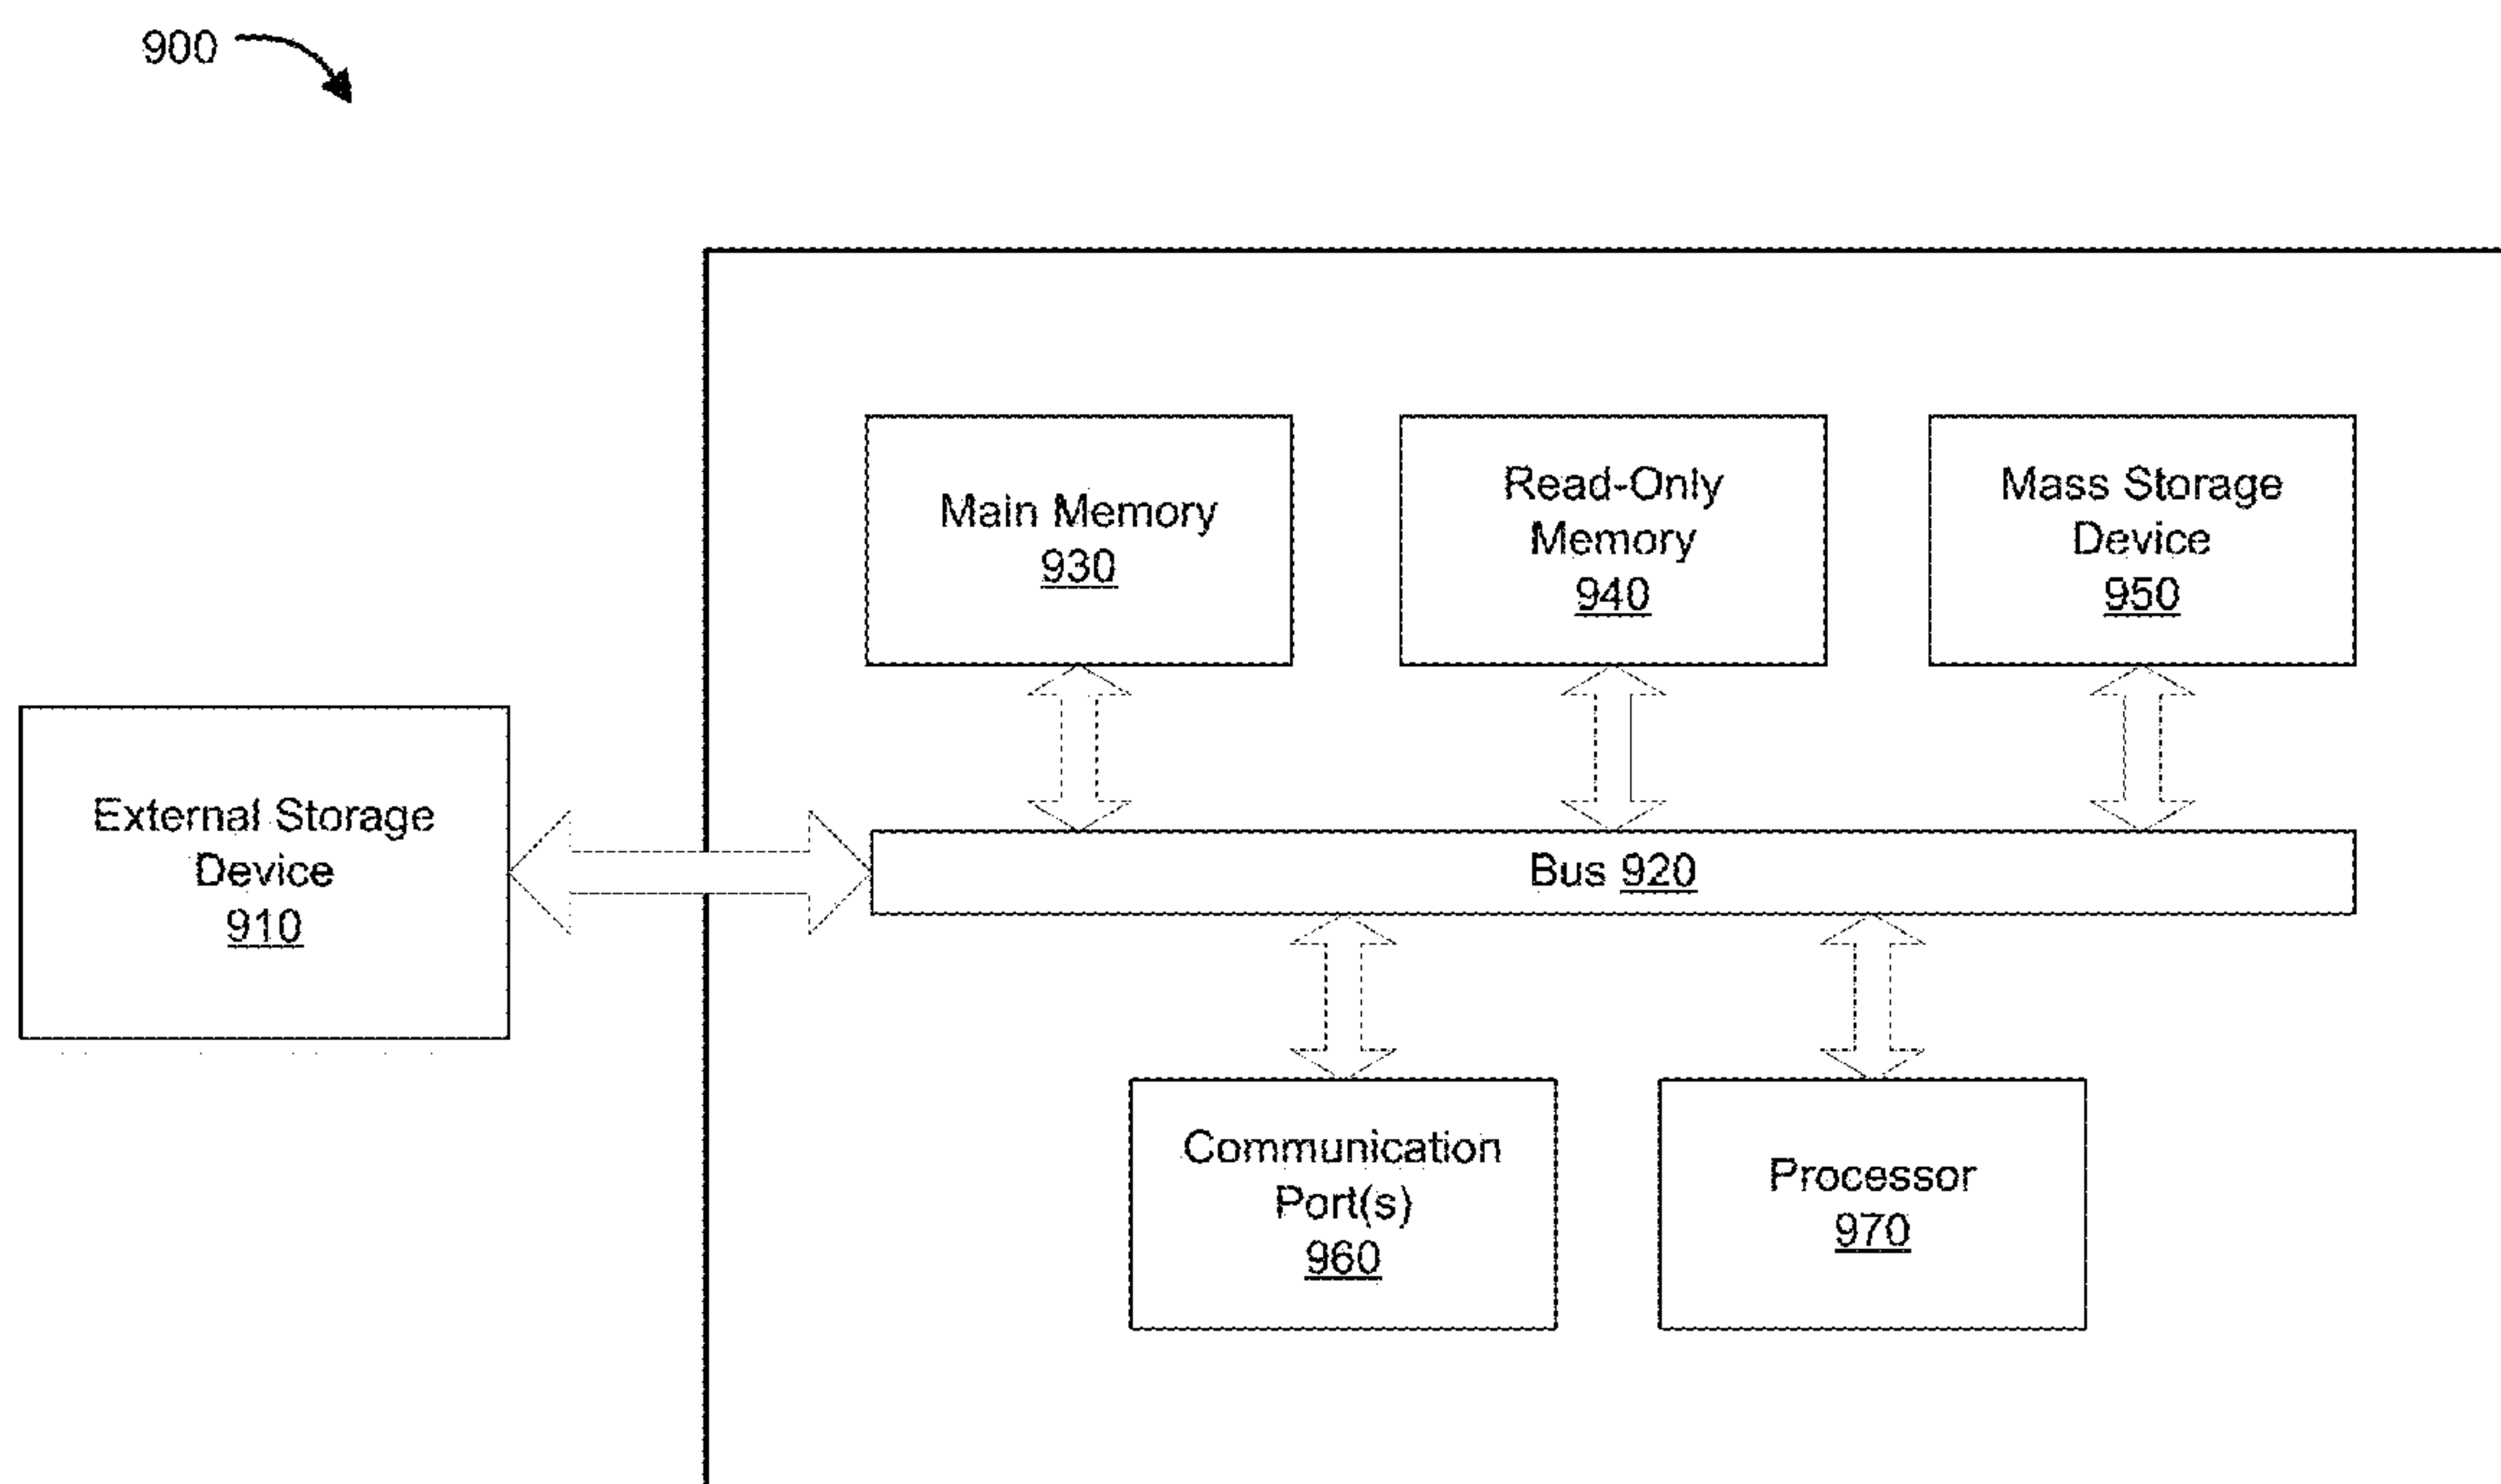 900
Main Memory
930
Read-Only
Memory
940
Mass Storage
Device
950
External Storage
Device
910
Bus 920
Communication
Port(s)
960
Processor
970